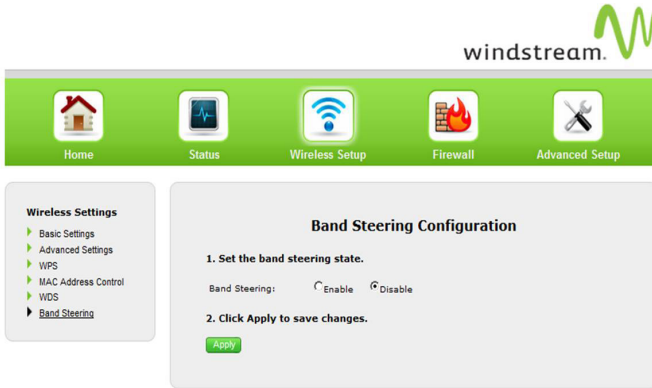 windstream.
Home Status Wireless Setup Firewall Advanced Setup
Wireless Settings
Basic Settings
Advanced Settings
WPS
MAC Address Control
WDS
Band Steering
Band Steering Configuration
1. Set the band steering state.
Band Steering: Enable Disable
2. Click Apply to save changes.
Apply